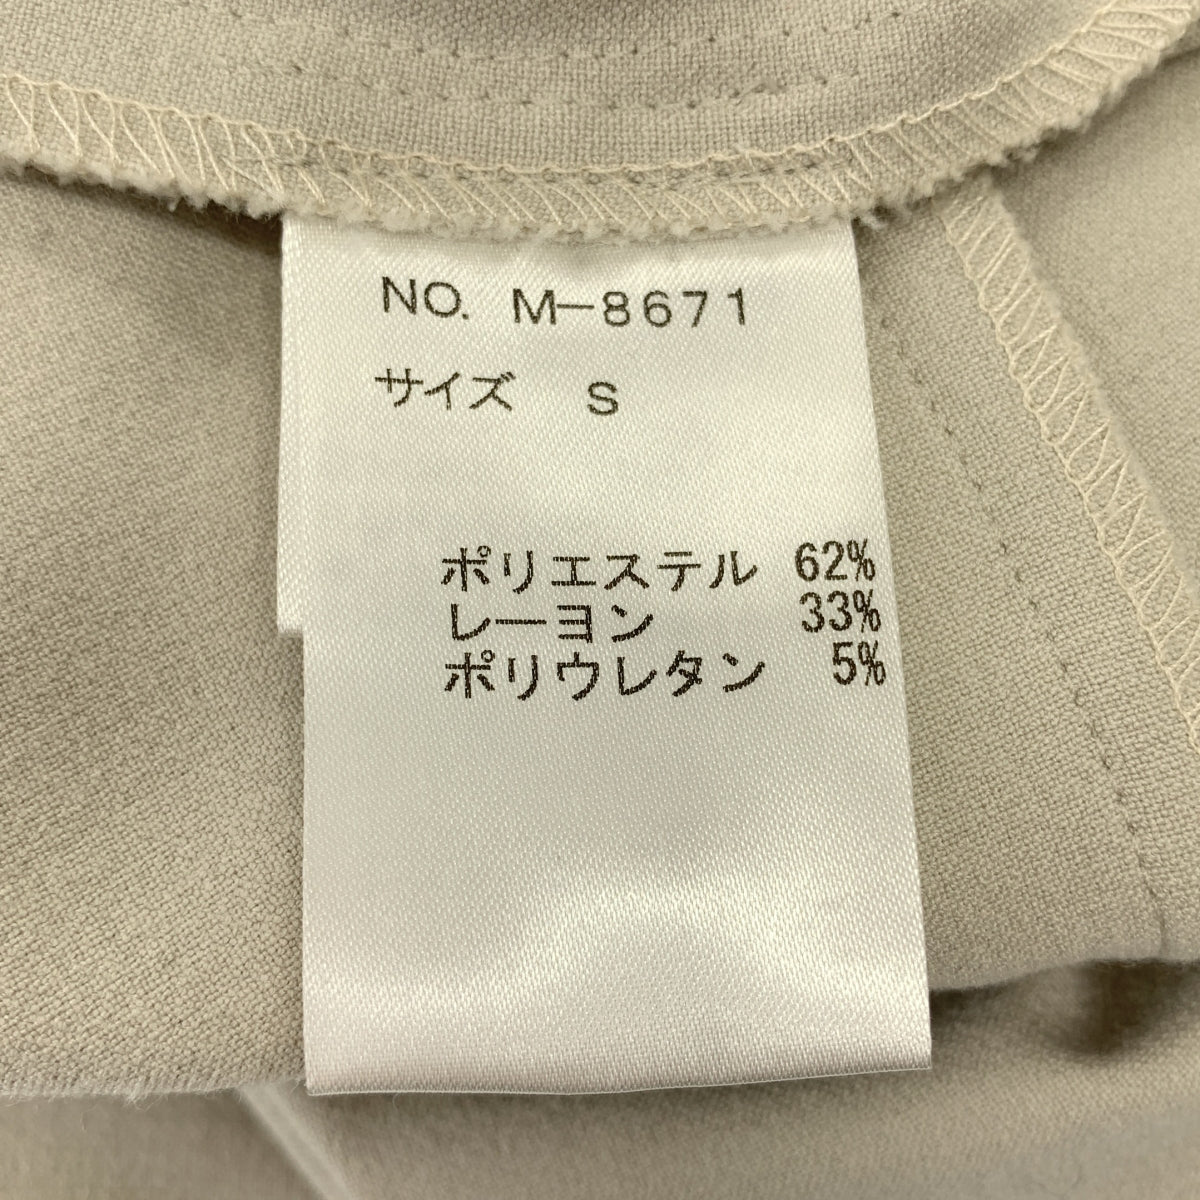 NO. M-8671
サイズ S
ポリエステル 62%
レーヨン 33%
ポリウレタン 5%